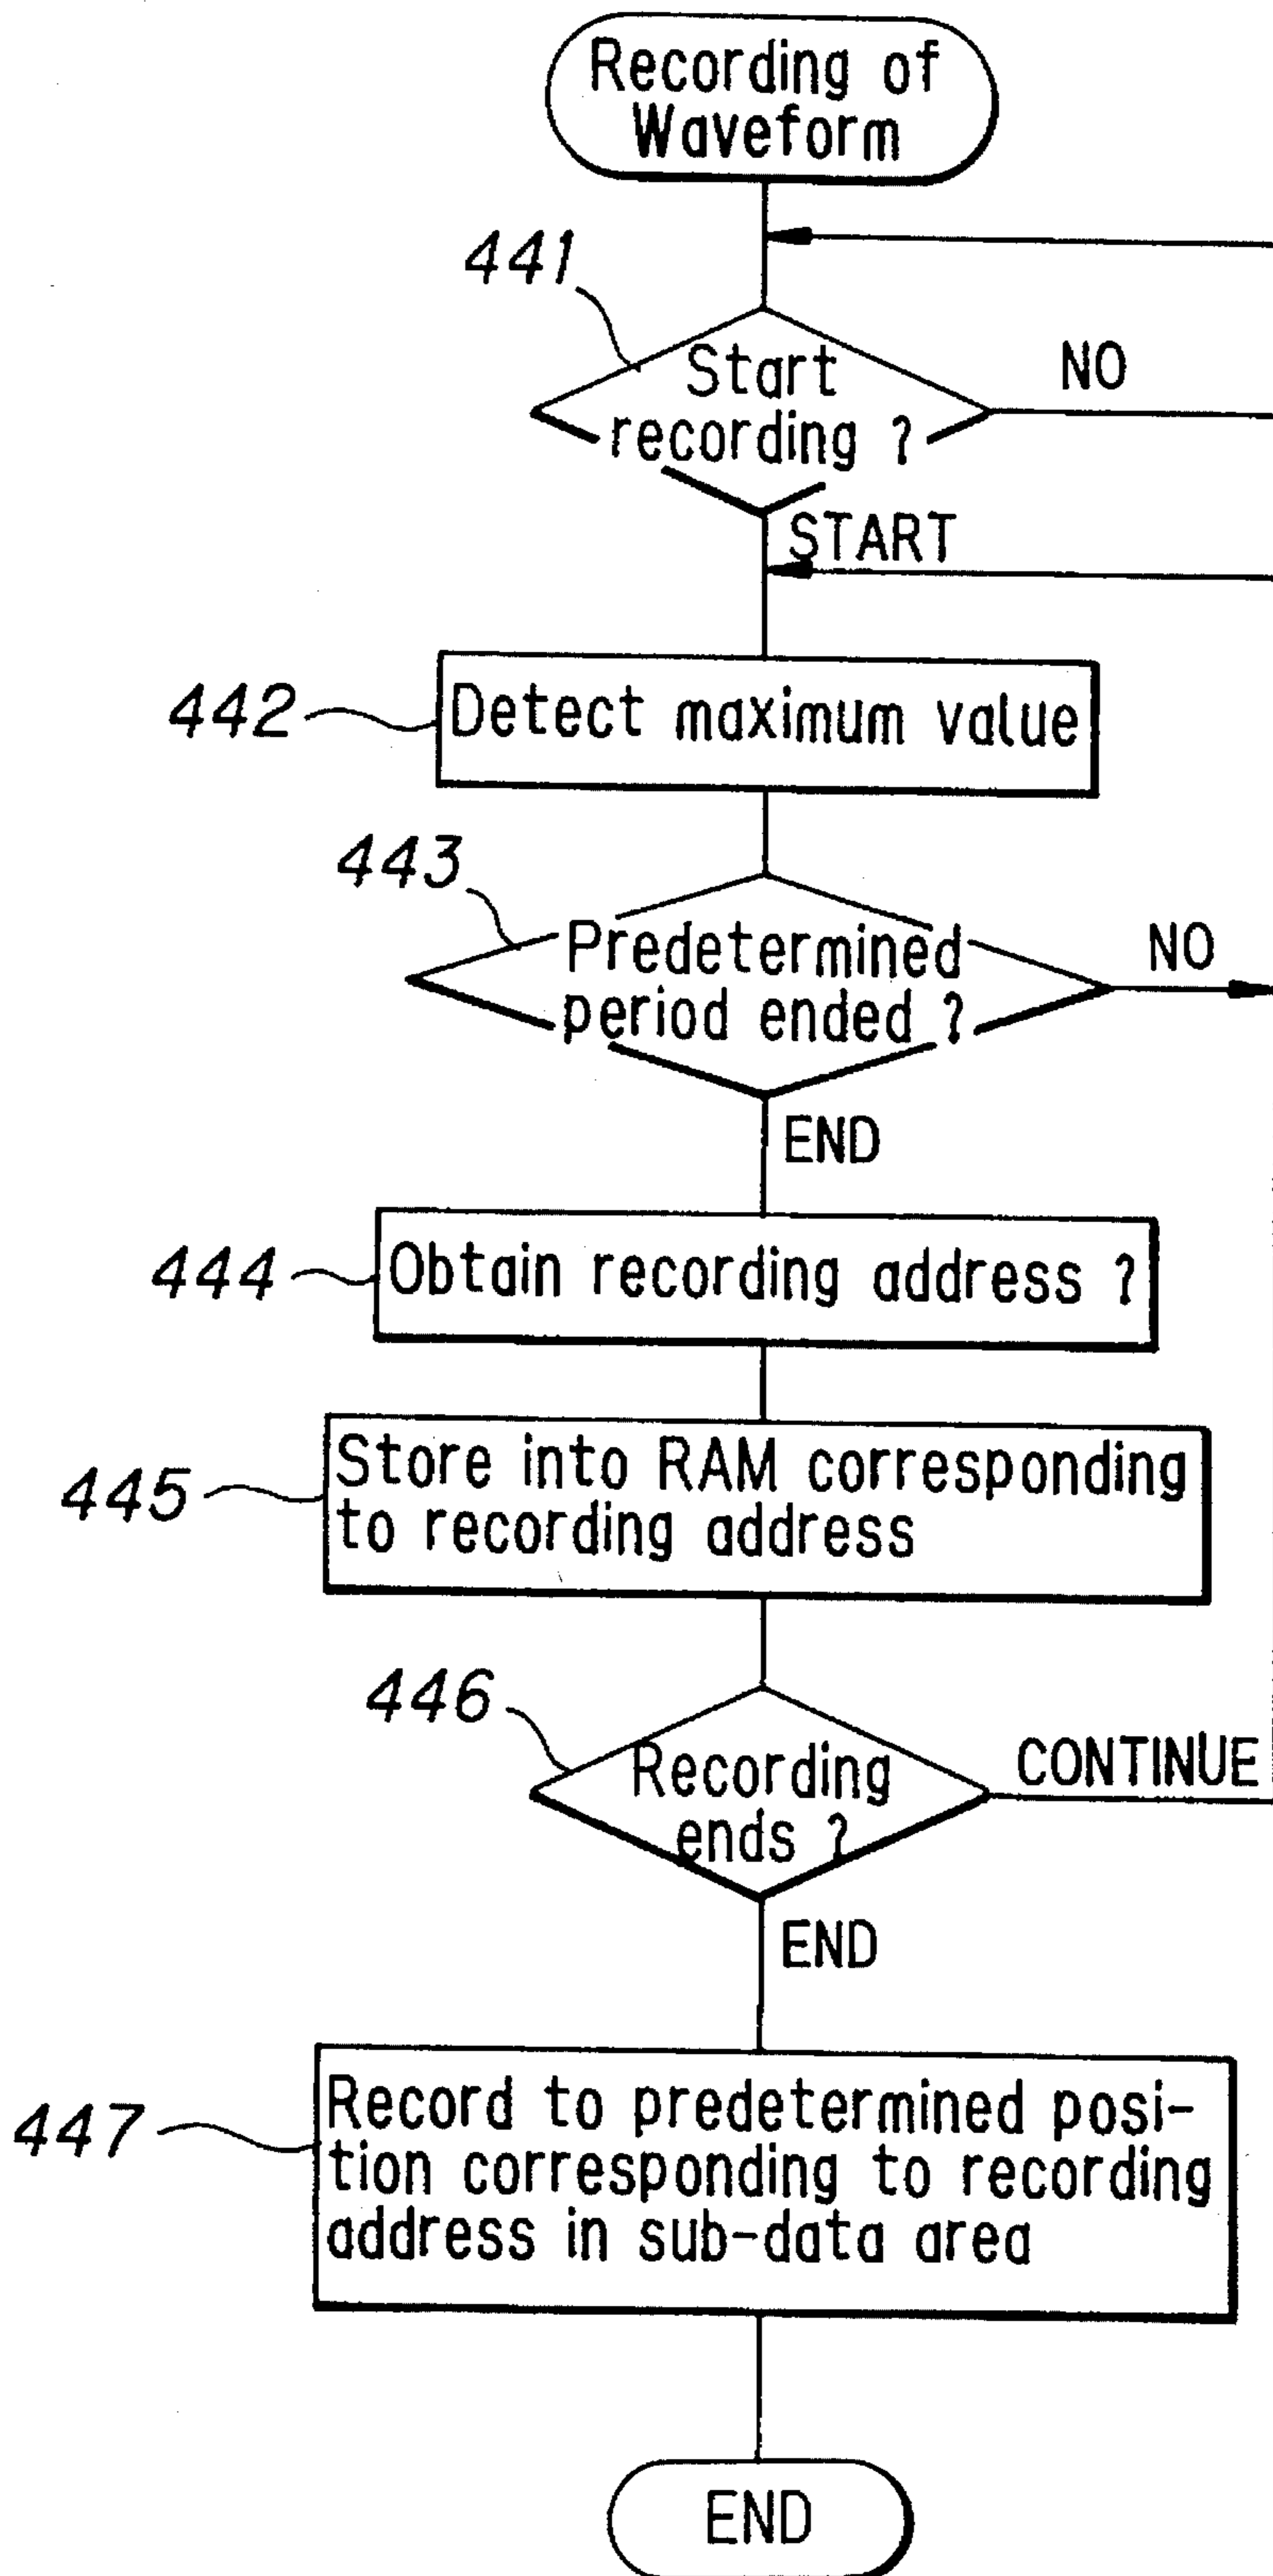 Recording of
Waveform
441
Start
recording ?
NO
START
442
Detect maximum value
443
Predetermined
period ended ?
NO
END
444
Obtain recording address ?
445
Store into RAM corresponding
to recording address
446
Recording
ends ?
CONTINUE
END
447
Record to predetermined posi-
tion corresponding to recording
address in sub-data area
END